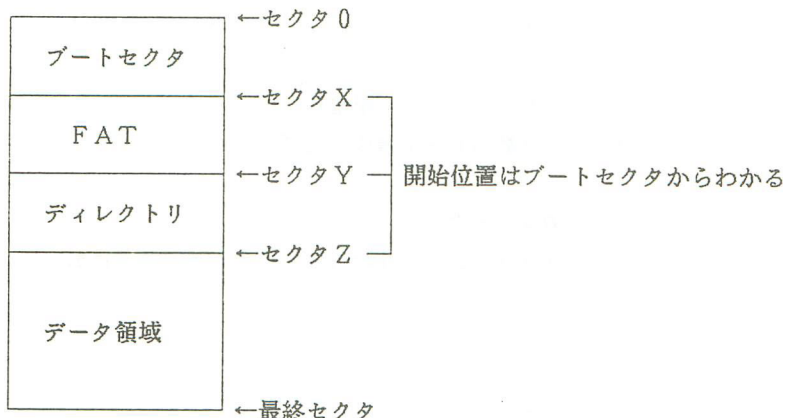 ←セクタ0
ブートセクタ
←セクタX
FAT
←セクタY
開始位置はブートセクタからわかる
ディレクトリ
←セクタZ
データ領域
←最終セクタ